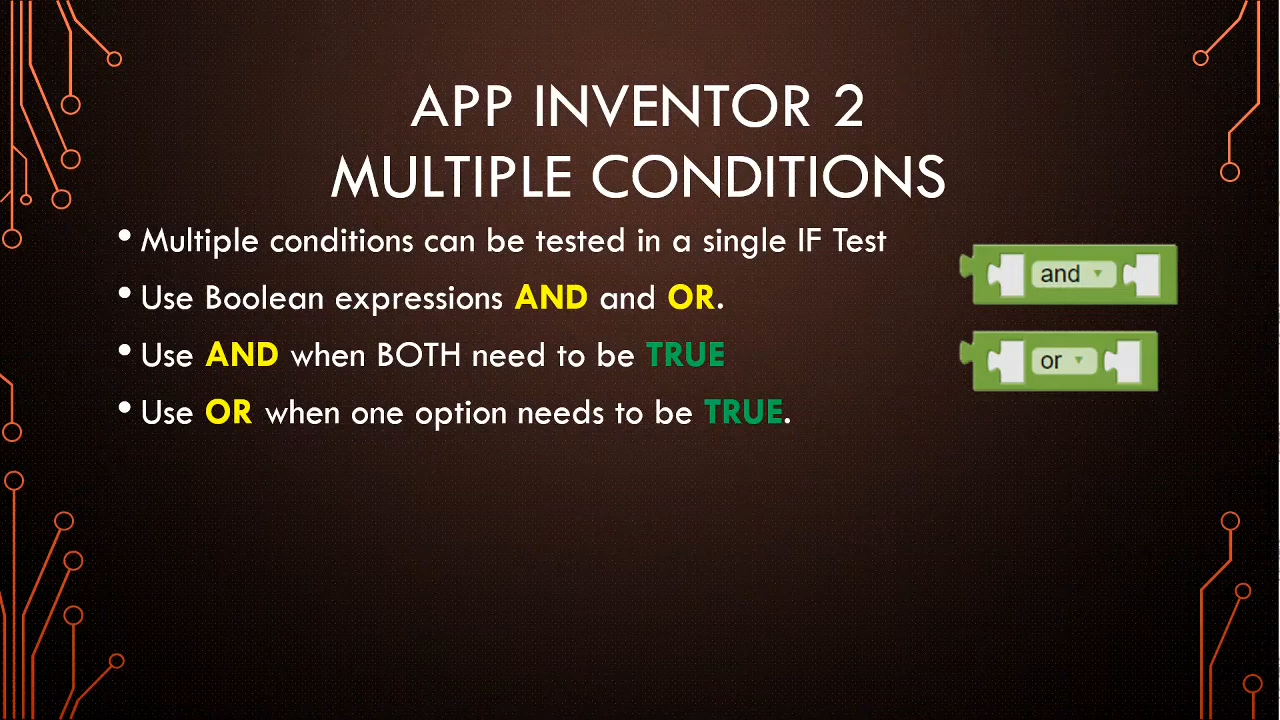 APP INVENTOR 2
MULTIPLE CONDITIONS
• Multiple conditions can be tested in a single IF Test
• Use Boolean expressions AND and OR.
• Use AND when BOTH need to be TRUE
• Use OR when one option needs to be TRUE.
and
or